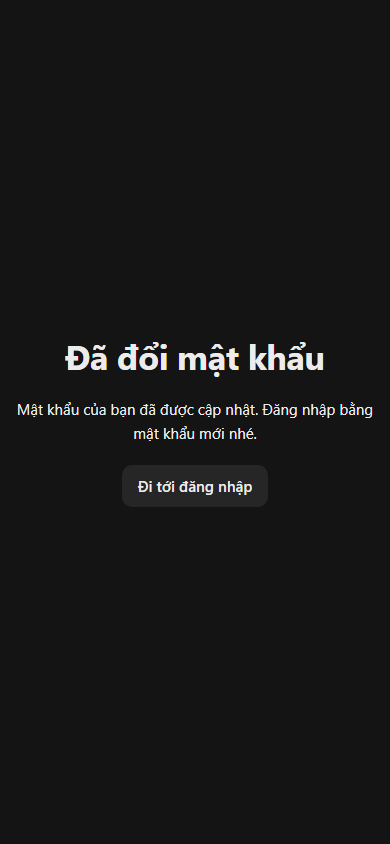 Đã đổi mật khẩu
Mật khẩu của bạn đã được cập nhật. Đăng nhập bằng
mật khẩu mới nhé.
Đi tới đăng nhập